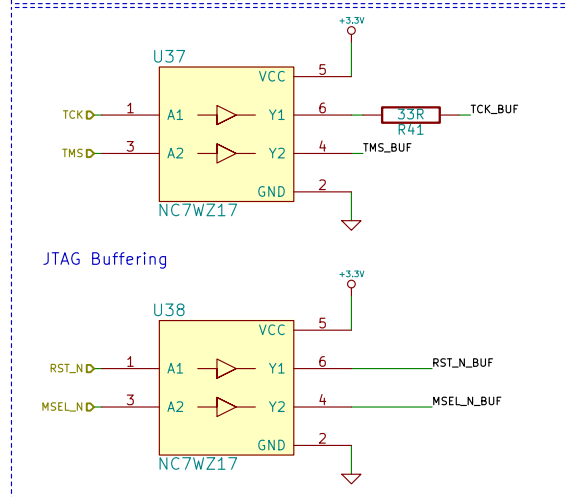 +3.3V
U37
VCC 5
TCK 1 A1 Y1 6 33R TCK_BUF
R41
TMS 3 A2 Y2 4 TMS_BUF
GND 2
NC7WZ17
JTAG Buffering
+3.3V
U38
VCC 5
RST_N 1 A1 Y1 6 RST_N_BUF
MSEL_N 3 A2 Y2 4 MSEL_N_BUF
GND 2
NC7WZ17